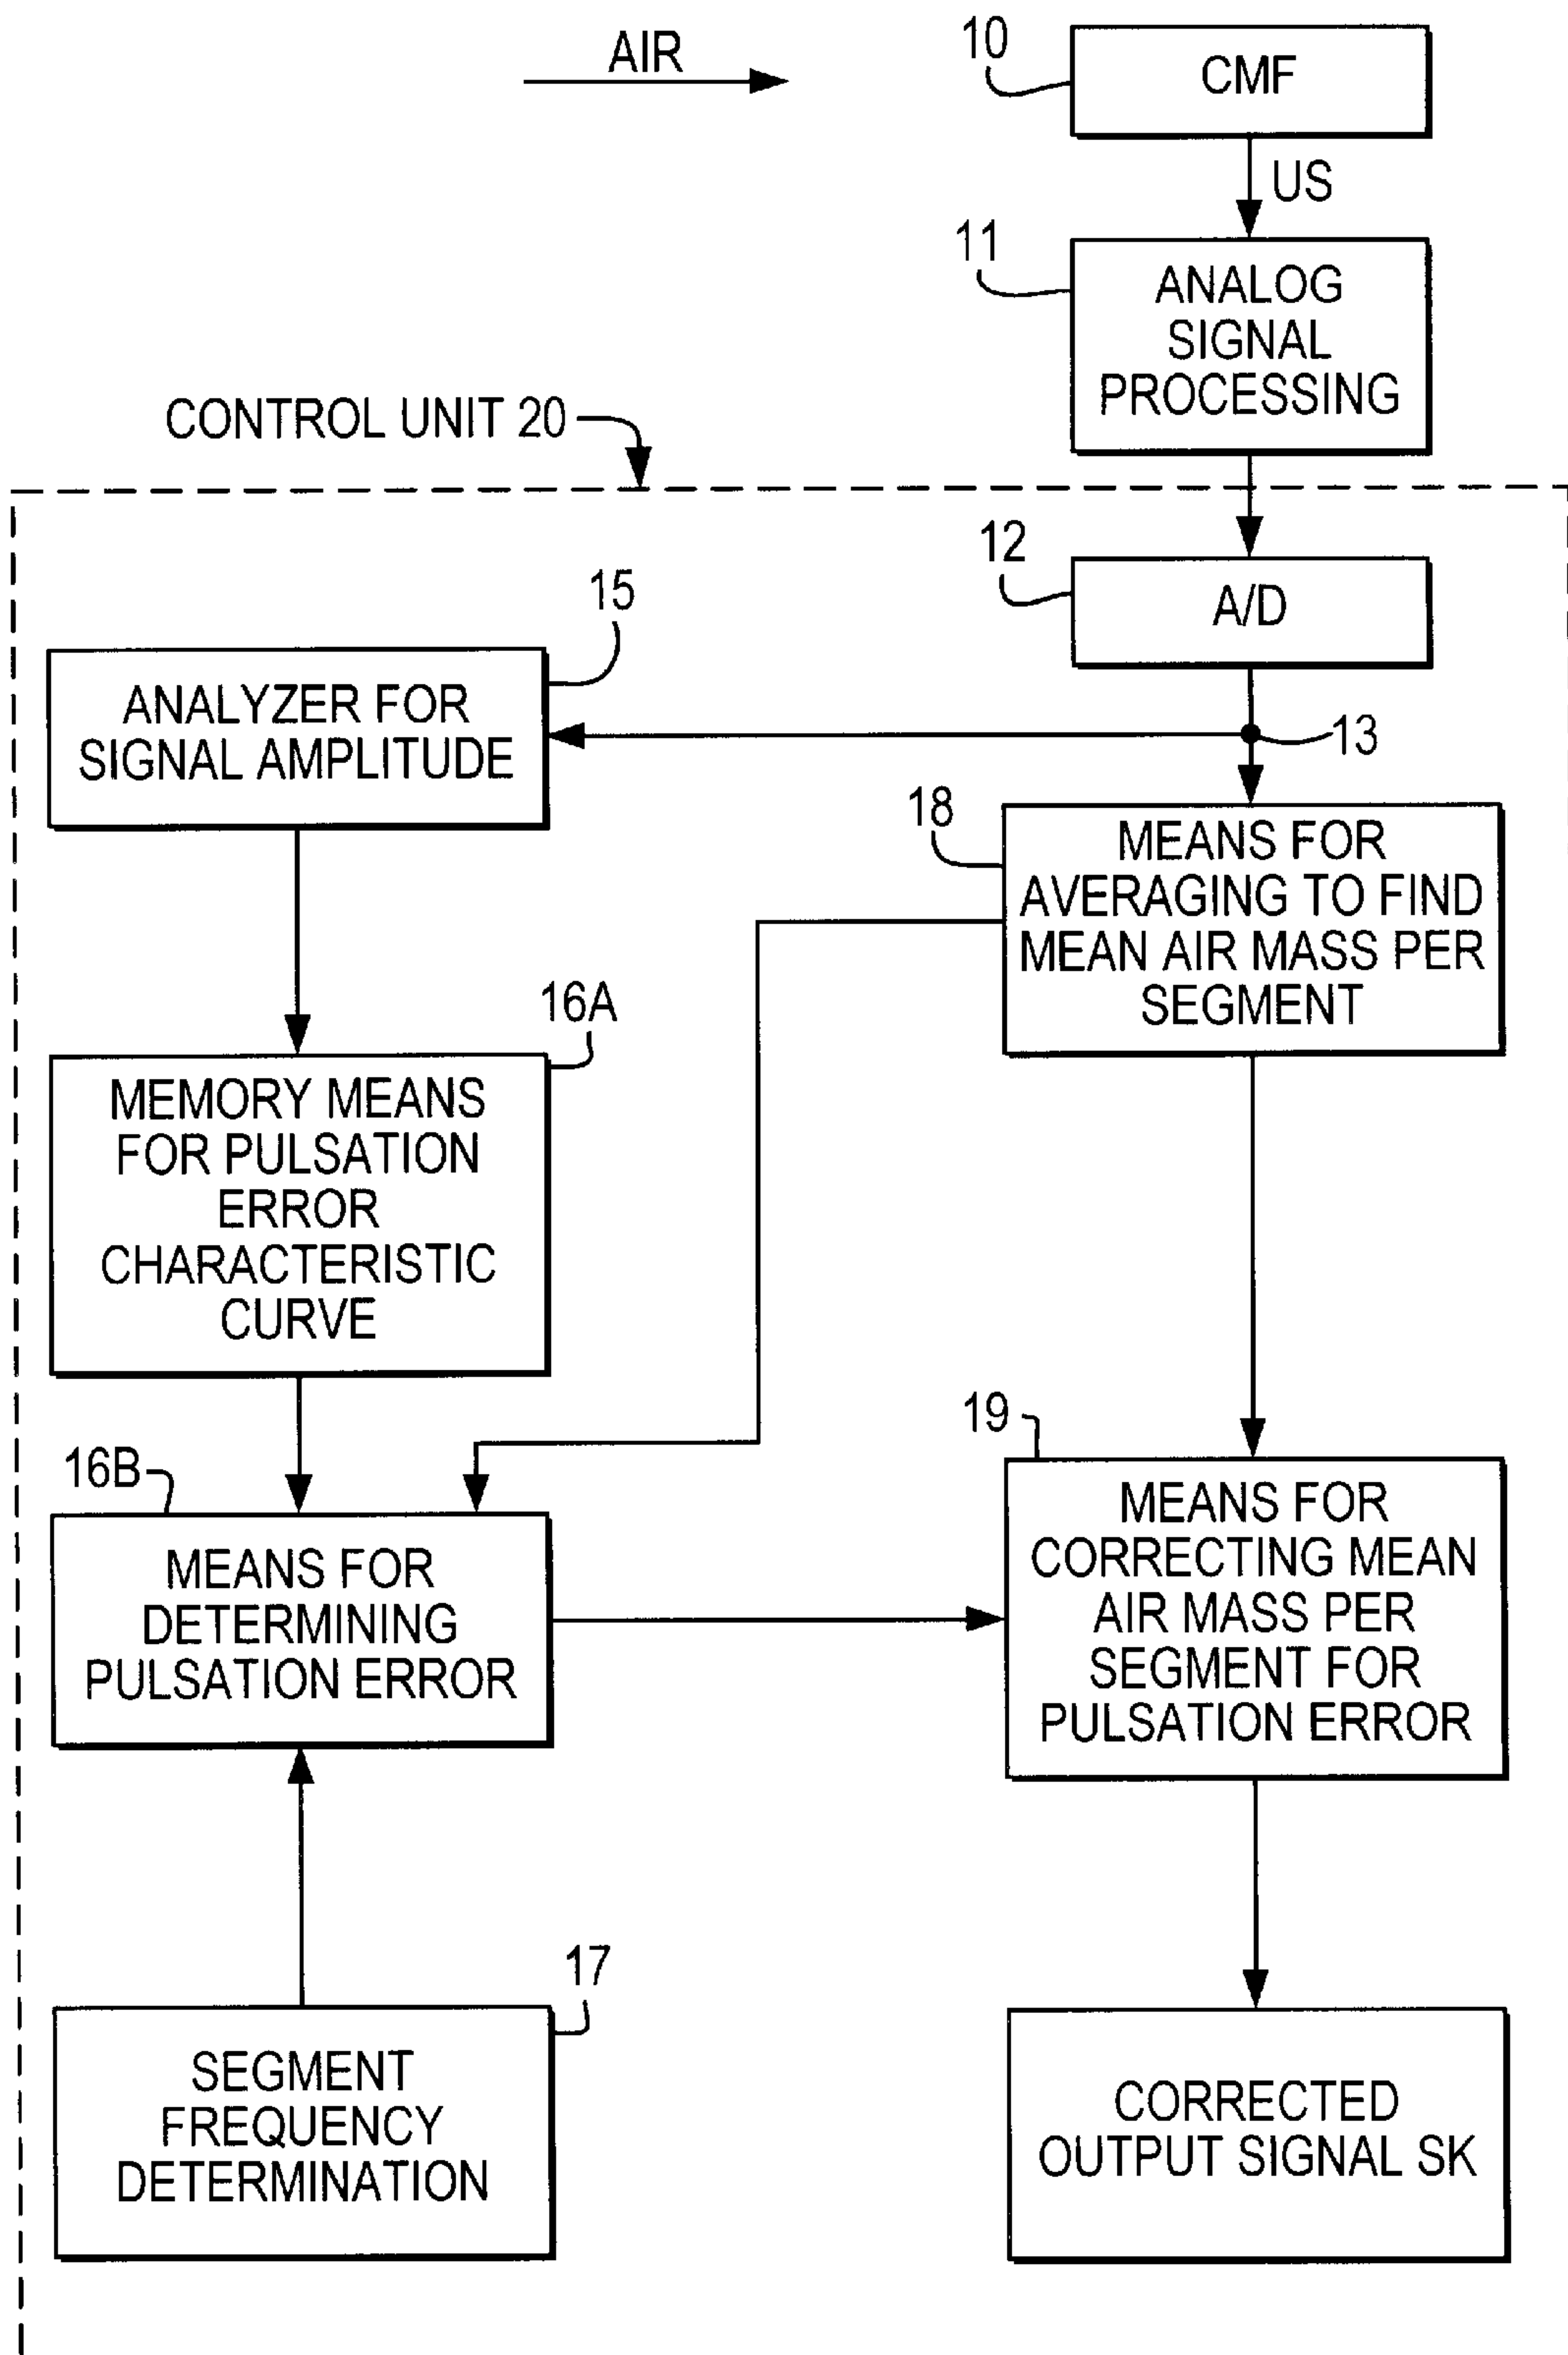 AIR
10
CMF
US
11
ANALOG
SIGNAL
PROCESSING
CONTROL UNIT 20
12
A/D
15
ANALYZER FOR
SIGNAL AMPLITUDE
13
18
MEANS FOR
AVERAGING TO FIND
MEAN AIR MASS PER
SEGMENT
16A
MEMORY MEANS
FOR PULSATION
ERROR
CHARACTERISTIC
CURVE
19
16B
MEANS FOR
DETERMINING
PULSATION ERROR
MEANS FOR
CORRECTING MEAN
AIR MASS PER
SEGMENT FOR
PULSATION ERROR
17
SEGMENT
FREQUENCY
DETERMINATION
CORRECTED
OUTPUT SIGNAL SK